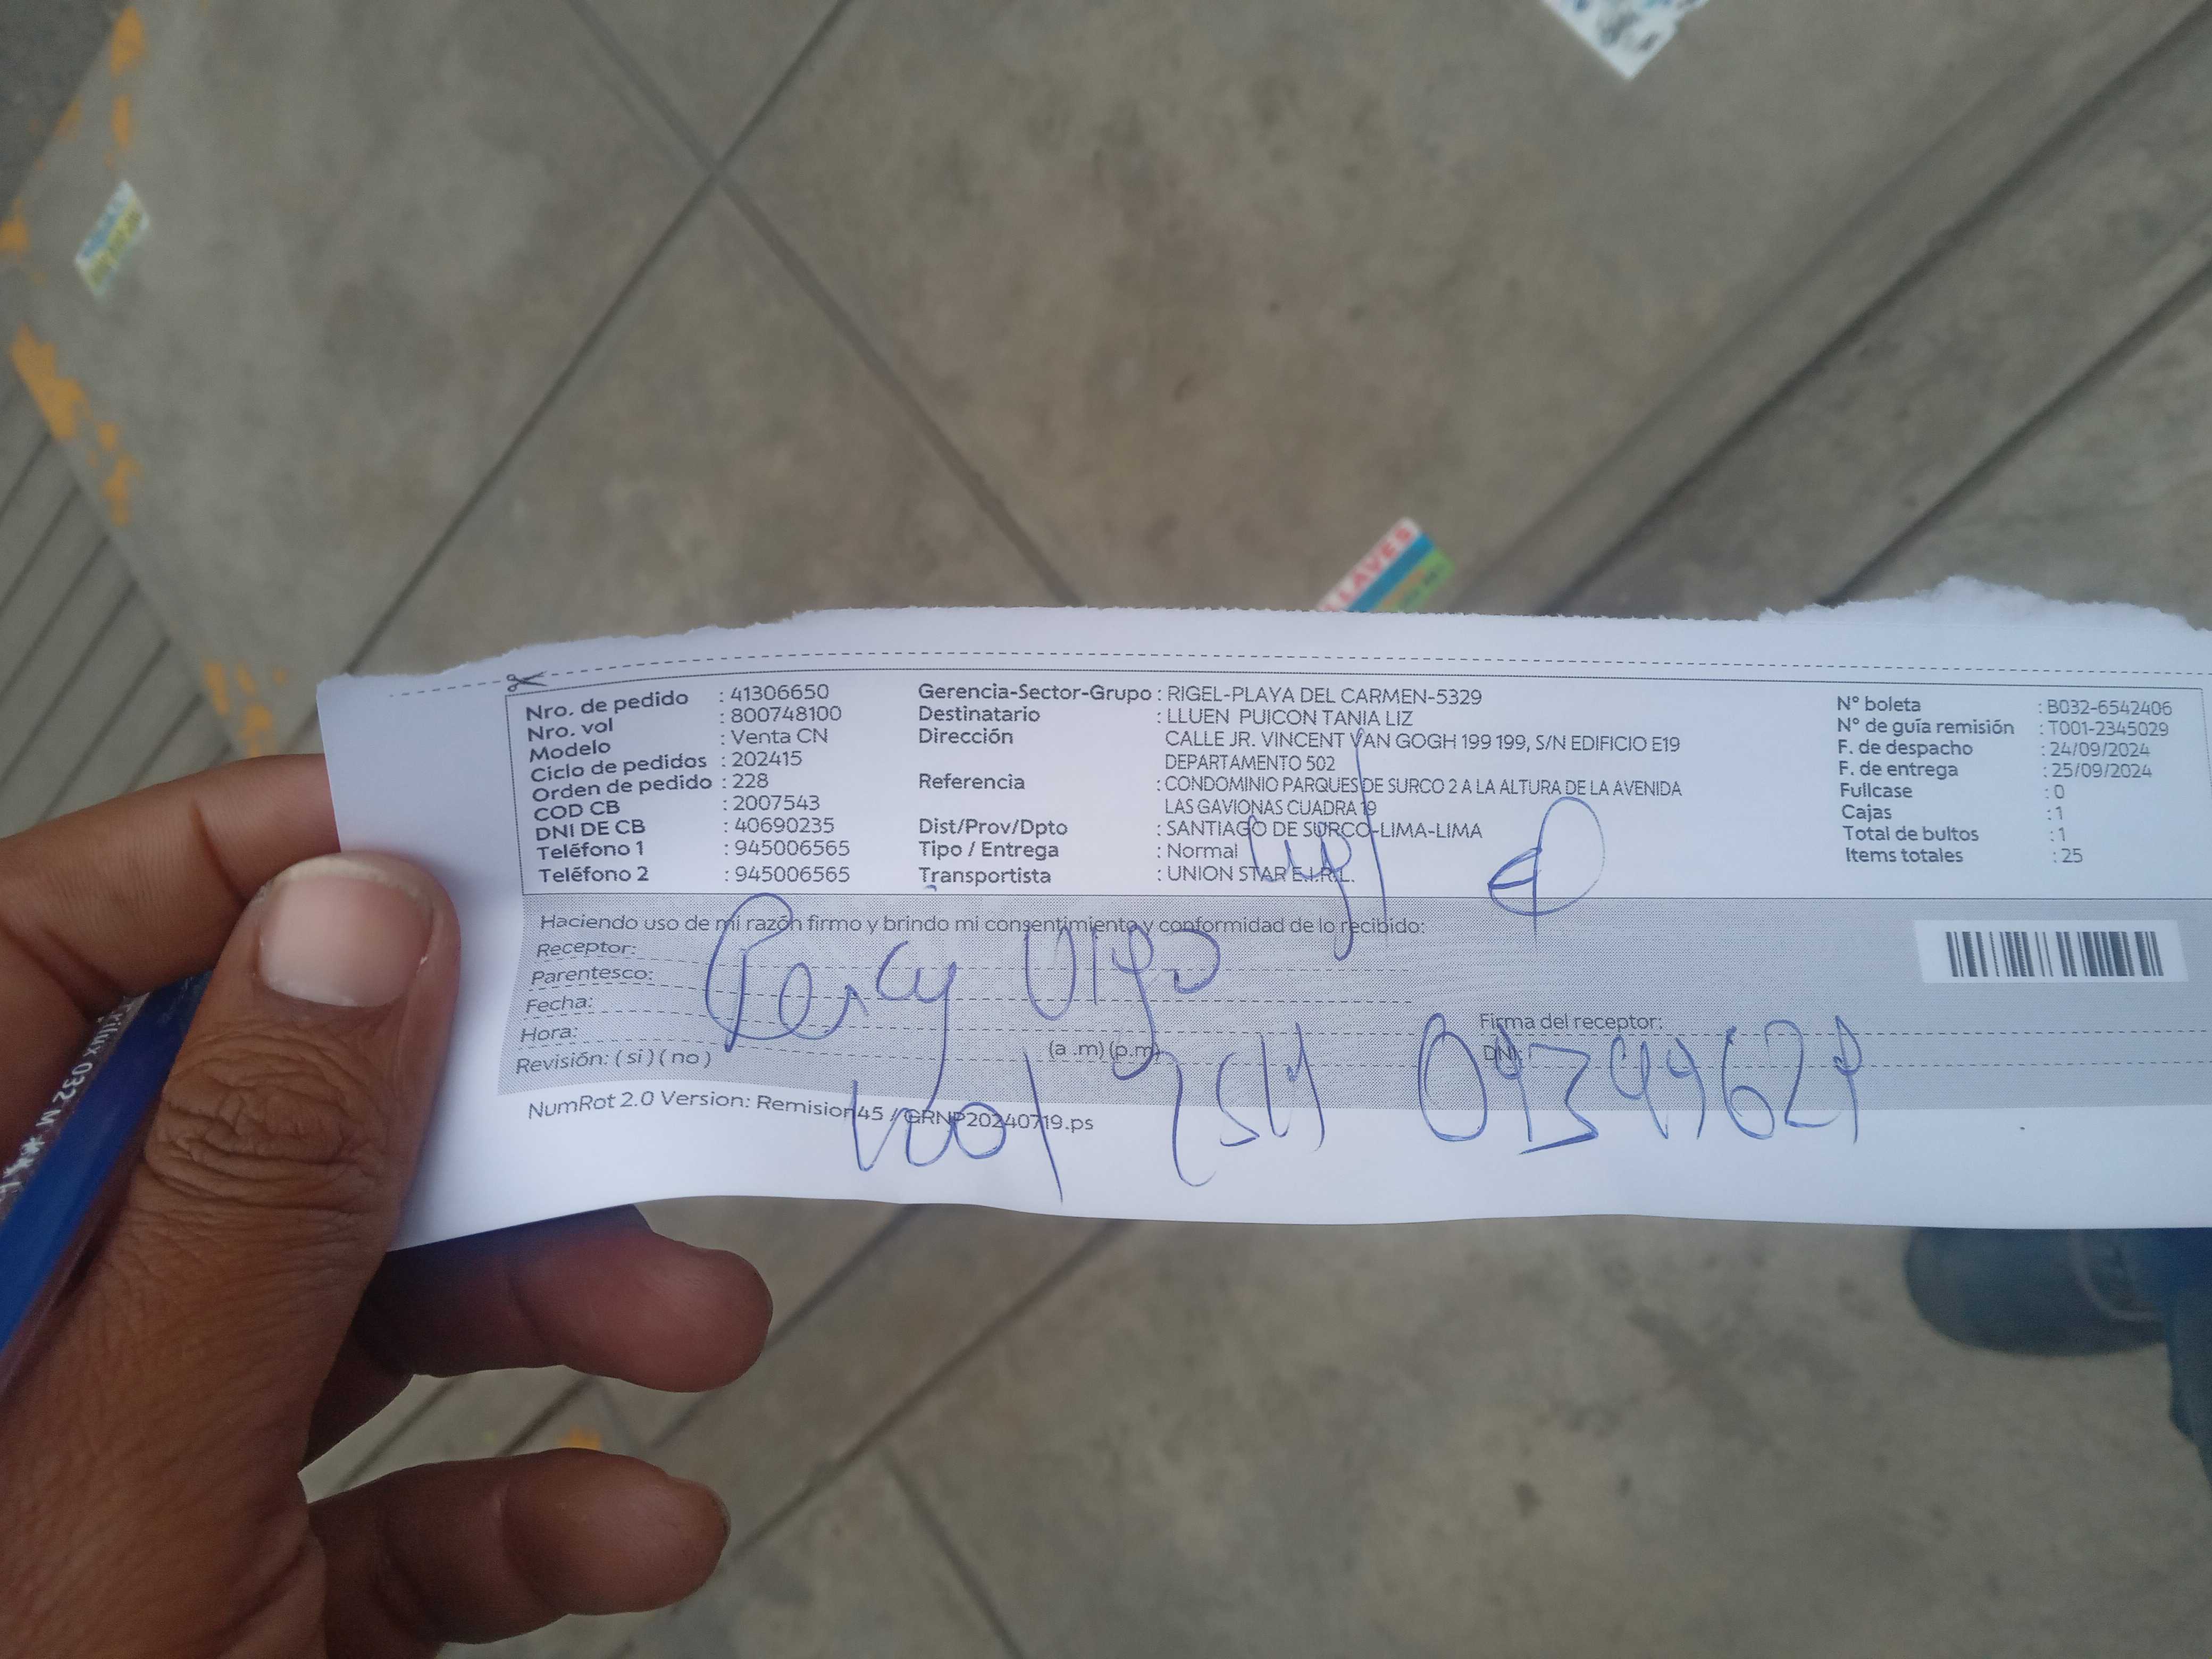 LLAVES
Nro. de pedido : 41306650
Nro. vol : 800748100
Modelo : Venta CN
Ciclo de pedidos : 202415
Orden de pedido : 228
COD CB : 2007543
DNI DE CB : 40690235
Teléfono 1 : 945006565
Teléfono 2 : 945006565
Gerencia-Sector-Grupo : RIGEL-PLAYA DEL CARMEN-5329
Destinatario : LLUEN PUICON TANIA LIZ
Dirección CALLE JR. VINCENT VAN GOGH 199 199, S/N EDIFICIO E19
DEPARTAMENTO 502
Referencia : CONDOMINIO PARQUES DE SURCO 2 A LA ALTURA DE LA AVENIDA
LAS GAVIONAS CUADRA 19
Dist/Prov/Dpto : SANTIAGO DE SURCO-LIMA-LIMA
Tipo / Entrega : Normal
Transportista : UNION STAR E.I.R.L.
N° boleta : B032-6542406
N° de guía remisión : T001-2345029
F. de despacho : 24/09/2024
F. de entrega : 25/09/2024
Fullcase : 0
Cajas : 1
Total de bultos : 1
Items totales : 25
Haciendo uso de mi razón firmo y brindo mi consentimiento y conformidad de lo recibido:
Receptor:
Parentesco:
Fecha:
Hora: (a .m) (p.m)
Revisión: ( si ) ( no )
Firma del receptor:
DNI:
Percy
NumRot 2.0 Version: Remision45 / GRNP20240719.ps
032 M